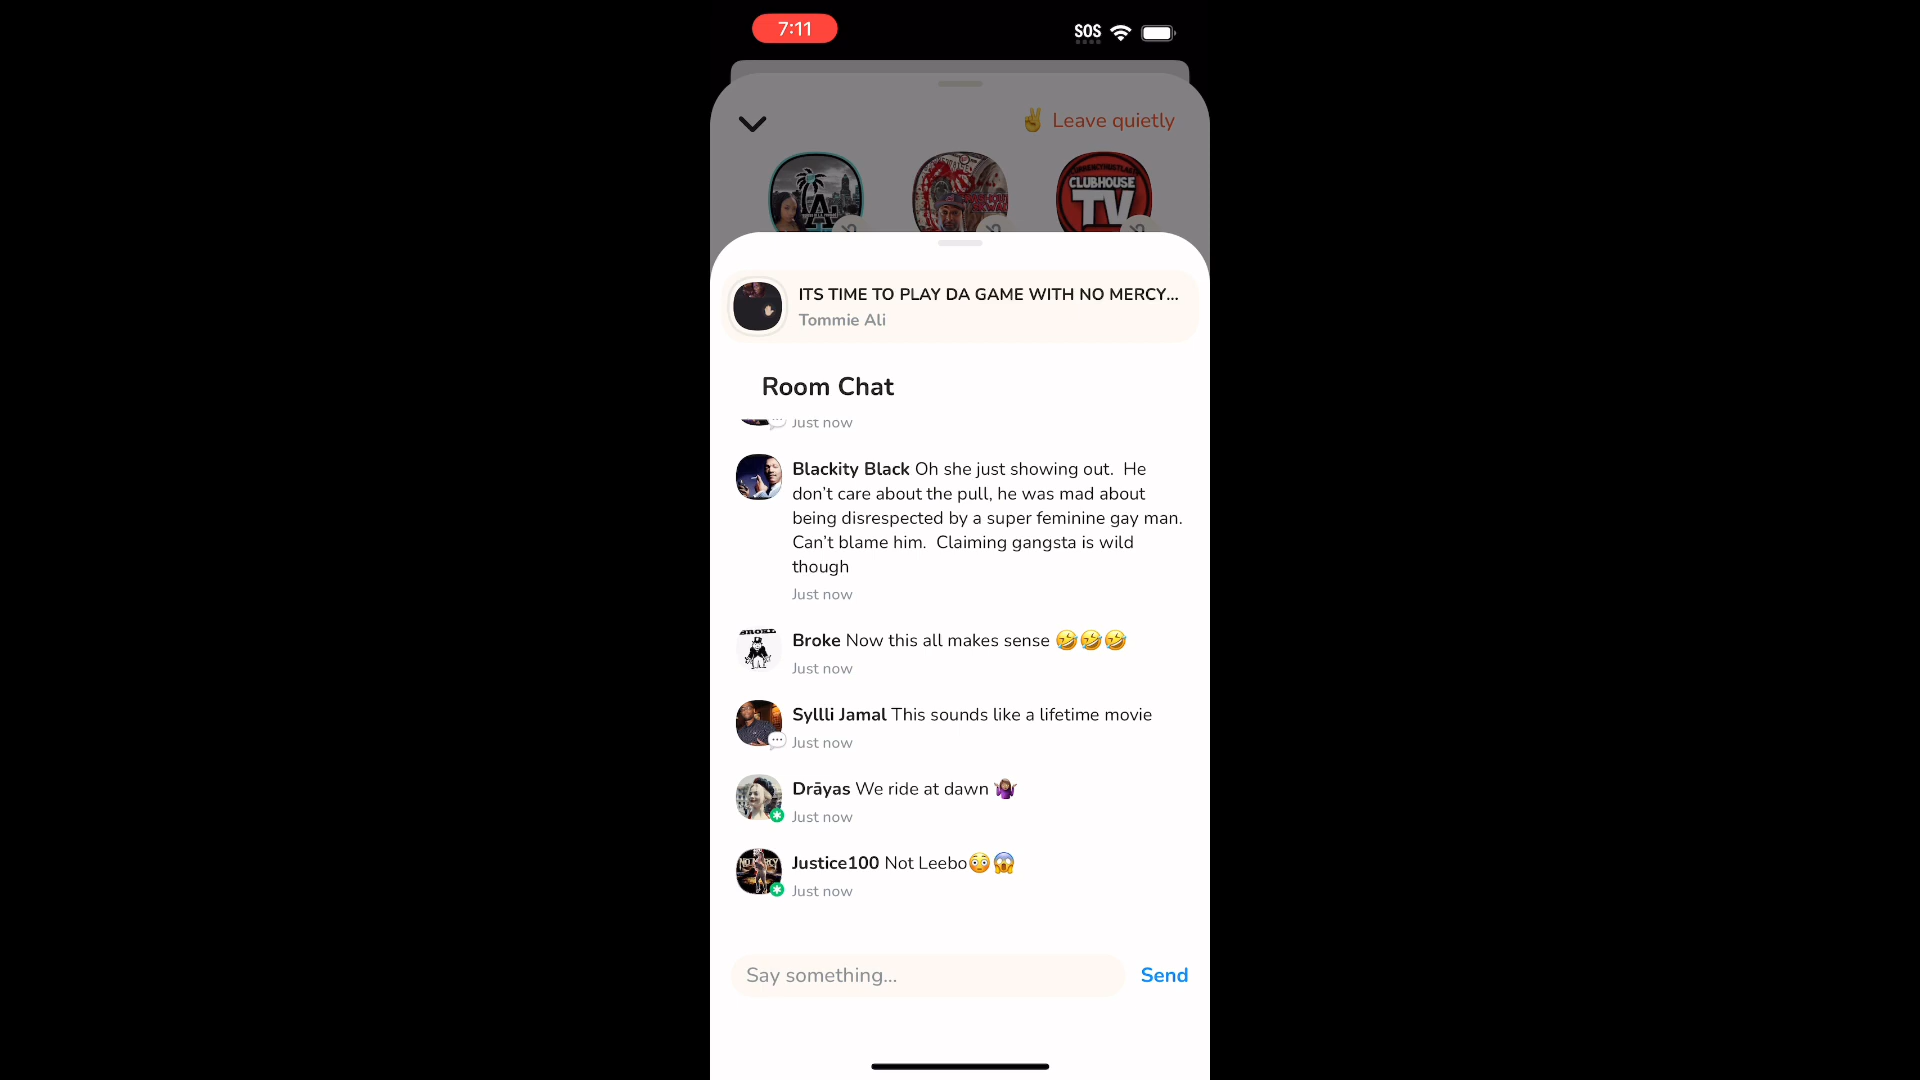 7:11
SOS
✌️ Leave quietly
CLUBHOUSE
TV
ITS TIME TO PLAY DA GAME WITH NO MERCY...
Tommie Ali
Room Chat
Just now
Blackity Black Oh she just showing out.  He
don't care about the pull, he was mad about
being disrespected by a super feminine gay man.
Can't blame him.  Claiming gangsta is wild
though
Just now
BROKE
Broke Now this all makes sense 🤣🤣🤣
Just now
Syllli Jamal This sounds like a lifetime movie
Just now
Drāyas We ride at dawn 🤷🏽‍♀️
Just now
NO MERCY
Justice100 Not Leebo😳😱
Just now
Say something...
Send